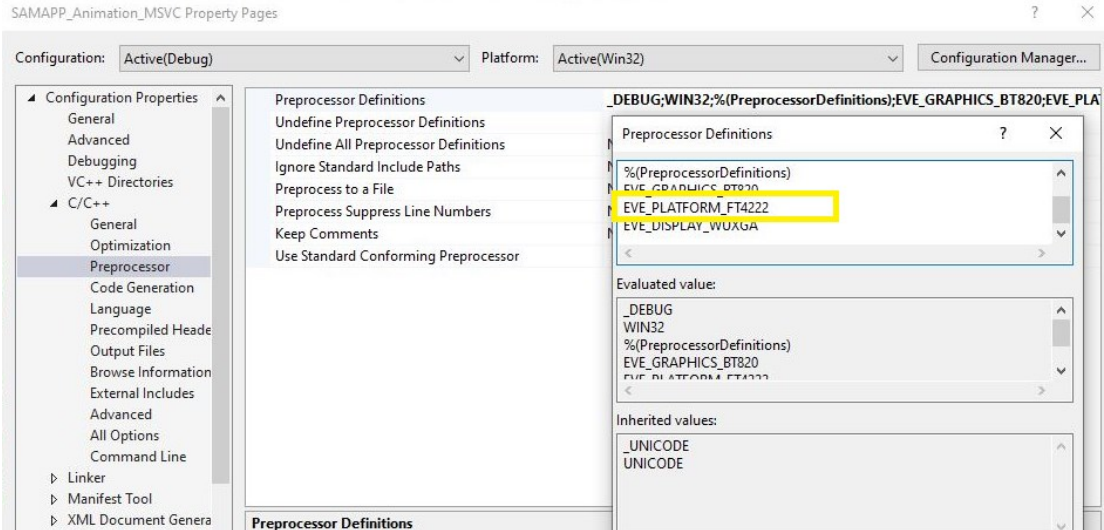 SAMAPP_Animation_MSVC Property Pages
? ×
Configuration: Active(Debug) Platform: Active(Win32) Configuration Manager...
Configuration Properties
General
Advanced
Debugging
VC++ Directories
C/C++
General
Optimization
Preprocessor
Code Generation
Language
Precompiled Heade
Output Files
Browse Information
External Includes
Advanced
All Options
Command Line
Linker
Manifest Tool
XML Document Genera
Preprocessor Definitions _DEBUG;WIN32;%(PreprocessorDefinitions);EVE_GRAPHICS_BT820;EVE_PLA
Undefine Preprocessor Definitions
Undefine All Preprocessor Definitions
Ignore Standard Include Paths
Preprocess to a File
Preprocess Suppress Line Numbers
Keep Comments
Use Standard Conforming Preprocessor
Preprocessor Definitions
Preprocessor Definitions ? ×
%(PreprocessorDefinitions)
EVE_GRAPHICS_BT820
EVE_PLATFORM_FT4222
EVE_DISPLAY_WUXGA
Evaluated value:
_DEBUG
WIN32
%(PreprocessorDefinitions)
EVE_GRAPHICS_BT820
EVE_PLATFORM_FT4222
Inherited values:
_UNICODE
UNICODE